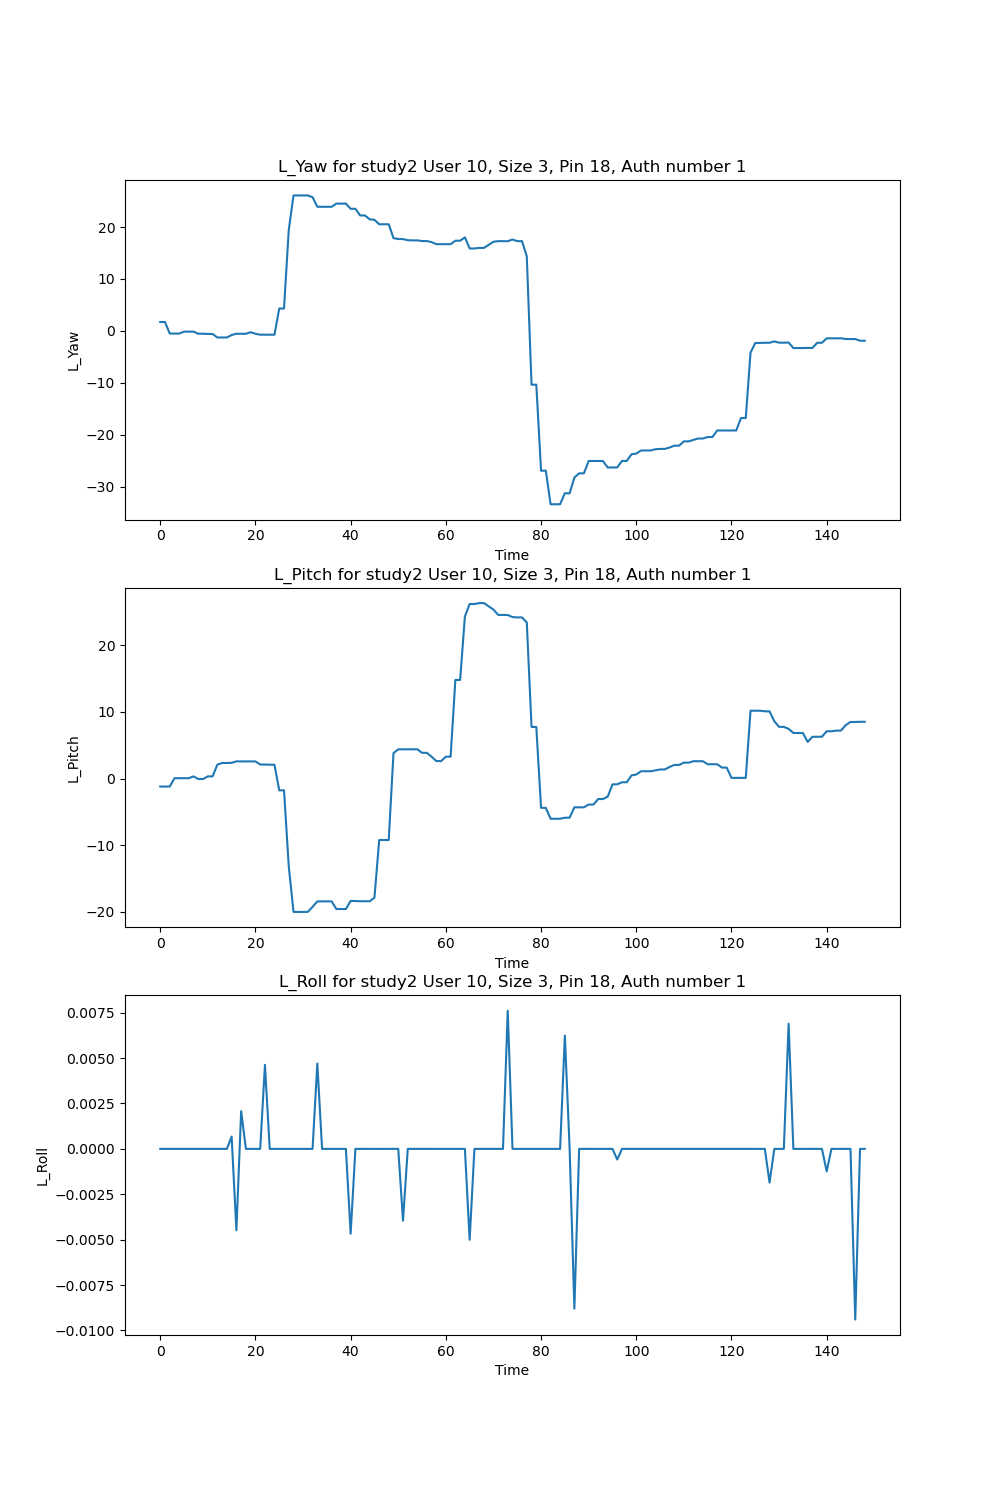 L_Yaw for study2 User 10, Size 3, Pin 18, Auth number 1
20
10
0
−10
−20
−30
L_Yaw
0 20 40 60 80 100 120 140
Time
L_Pitch for study2 User 10, Size 3, Pin 18, Auth number 1
20
10
0
−10
−20
L_Pitch
0 20 40 60 80 100 120 140
Time
L_Roll for study2 User 10, Size 3, Pin 18, Auth number 1
0.0075
0.0050
0.0025
0.0000
−0.0025
−0.0050
−0.0075
−0.0100
L_Roll
0 20 40 60 80 100 120 140
Time